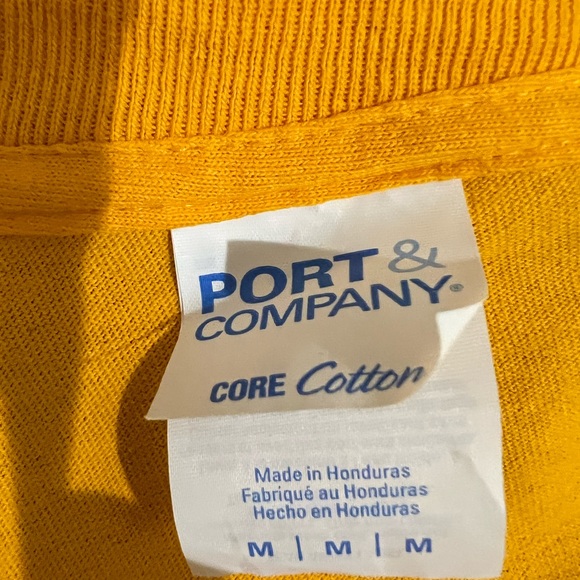 PORT &
COMPANY®
CORE Cotton
Made in Honduras
Fabriqué au Honduras
Hecho en Honduras
M | M | M